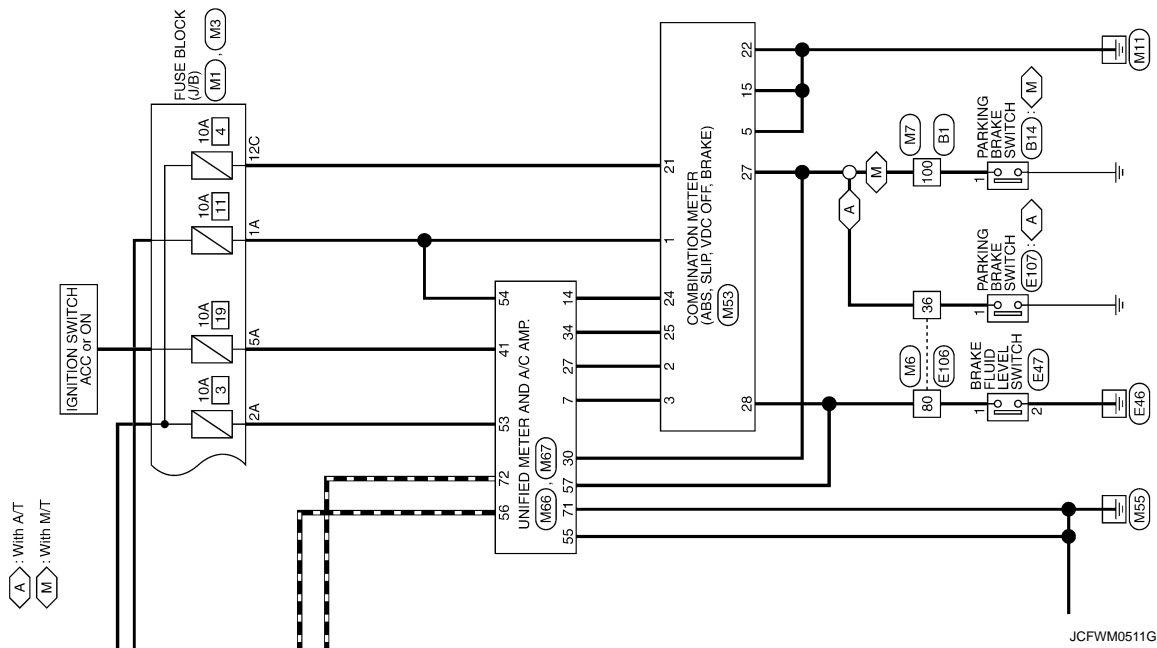 IGNITION SWITCH
ACC or ON
FUSE BLOCK
(J/B)
M1 , M3
10A
4
12C
10A
11
1A
10A
19
5A
10A
3
2A
UNIFIED METER AND A/C AMP.
M66 , M67
54
41
53
72
56
14
34
27
7
30
57
71
55
COMBINATION METER
(ABS, SLIP, VDC OFF, BRAKE)
M53
21
1
24
25
2
3
22
15
5
27
28
M11
M
M7
B1
100
1
PARKING
BRAKE
SWITCH
B14 : M
A
36
1
PARKING
BRAKE
SWITCH
E107 : A
M6
E106
80
1
2
BRAKE
FLUID
LEVEL
SWITCH
E47
E46
M55
A : With A/T
M : With M/T
JCFWM0511G